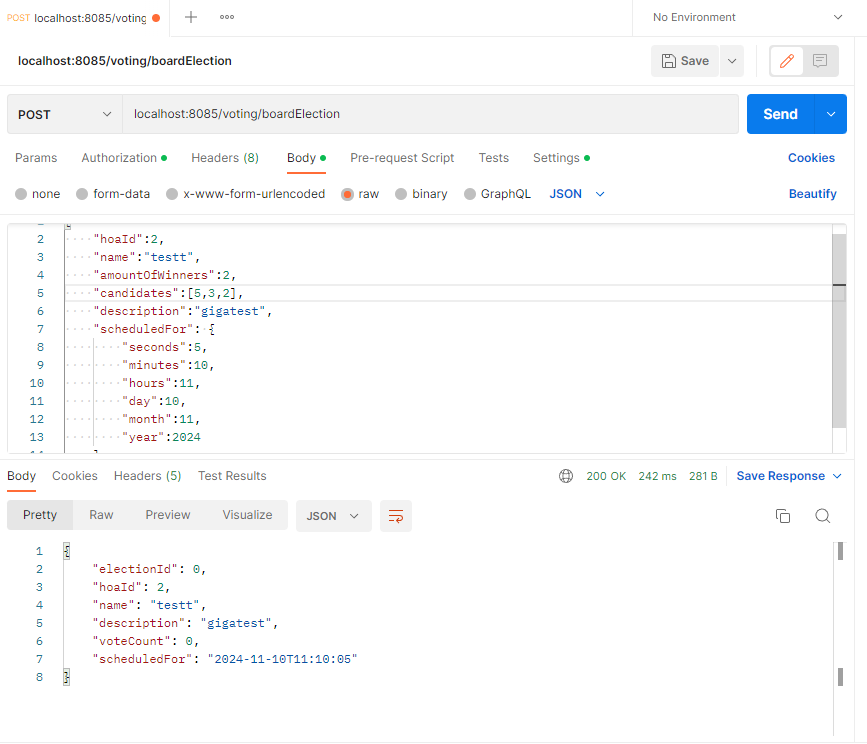 POST localhost:8085/voting
No Environment
localhost:8085/voting/boardElection
Save
POST localhost:8085/voting/boardElection Send
Params Authorization Headers (8) Body Pre-request Script Tests Settings Cookies
none form-data x-www-form-urlencoded raw binary GraphQL JSON Beautify
2 "hoaId":2,
3 "name":"testt",
4 "amountOfWinners":2,
5 "candidates":[5,3,2],
6 "description":"gigatest",
7 "scheduledFor": {
8 "seconds":5,
9 "minutes":10,
10 "hours":11,
11 "day":10,
12 "month":11,
13 "year":2024
Body Cookies Headers (5) Test Results 200 OK 242 ms 281 B Save Response
Pretty Raw Preview Visualize JSON
1 {
2 "electionId": 0,
3 "hoaId": 2,
4 "name": "testt",
5 "description": "gigatest",
6 "voteCount": 0,
7 "scheduledFor": "2024-11-10T11:10:05"
8 }